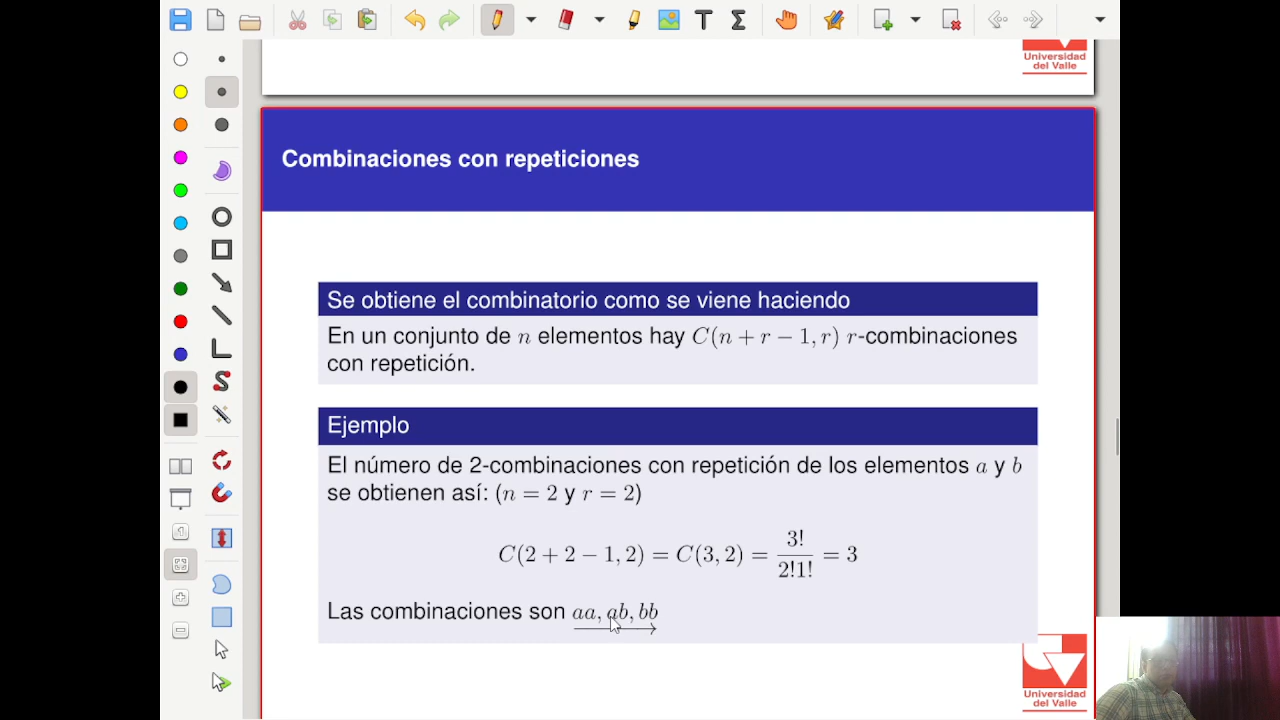 Universidad
del Valle
Combinaciones con repeticiones
Se obtiene el combinatorio como se viene haciendo
En un conjunto de n elementos hay C(n + r − 1, r) r-combinaciones
con repetición.
Ejemplo
El número de 2-combinaciones con repetición de los elementos a y b
se obtienen así: (n = 2 y r = 2)
C(2 + 2 − 1, 2) = C(3, 2) = 3!/2!1! = 3
Las combinaciones son aa, ab, bb
Universidad
del Valle